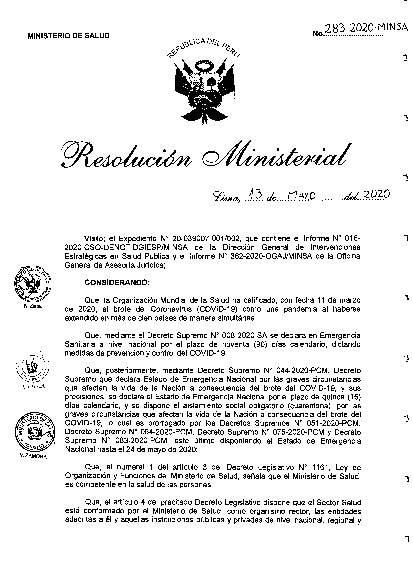 MINISTERIO DE SALUD
No. 283-2020-MINSA
REPUBLICA DEL PERU
Resolución Ministerial
Lima, 13 de MAYO del 2020
Visto; el Expediente N° 20-039007 001/002, que contiene el Informe N° 016-
2020-CSO-DENOT-DGIESP/MINSA de la Dirección General de Intervenciones
Estratégicas en Salud Pública y el Informe N° 362-2020-OGAJ/MINSA de la Oficina
General de Asesoría Jurídica;
CONSIDERANDO:
Que, la Organización Mundial de la Salud ha calificado, con fecha 11 de marzo
de 2020, al brote de Coronavirus (COVID-19) como una pandemia al haberse
extendido en más de cien países de manera simultánea;
Que, mediante el Decreto Supremo N° 008-2020-SA se declara en Emergencia
Sanitaria a nivel nacional por el plazo de noventa (90) días calendario, dictando
medidas de prevención y control del COVID-19;
Que, posteriormente, mediante Decreto Supremo N° 044-2020-PCM, Decreto
Supremo que declara Estado de Emergencia Nacional por las graves circunstancias
que afectan la vida de la Nación a consecuencia del brote del COVID-19, y sus
precisiones, se declara el Estado de Emergencia Nacional por el plazo de quince (15)
días calendario, y se dispone el aislamiento social obligatorio (cuarentena), por las
graves circunstancias que afectan la vida de la Nación a consecuencia del brote del
COVID-19, lo cual es prorrogado por los Decretos Supremos N° 051-2020-PCM,
Decreto Supremo N° 064-2020-PCM, Decreto Supremo N° 075-2020-PCM y Decreto
Supremo N° 083-2020-PCM, este último disponiendo el Estado de Emergencia
Nacional hasta el 24 de mayo de 2020;
Que, el numeral 1 del artículo 3 del Decreto Legislativo N° 1161, Ley de
Organización y Funciones del Ministerio de Salud, señala que el Ministerio de Salud,
es competente en la salud de las personas;
Que, el artículo 4 del precitado Decreto Legislativo dispone que el Sector Salud
está conformado por el Ministerio de Salud, como organismo rector, las entidades
adscritas a él y aquellas instituciones públicas y privadas de nivel nacional, regional y